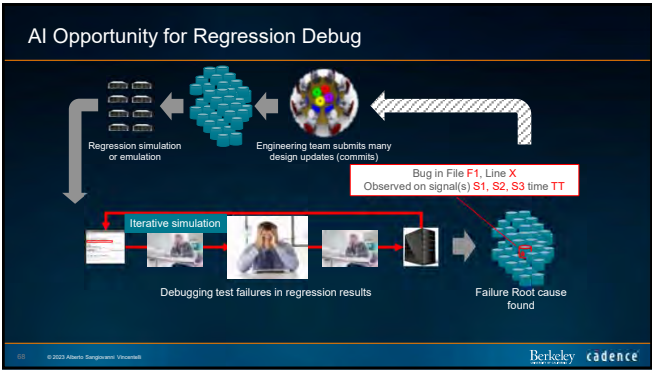 AI Opportunity for Regression Debug
Regression simulation
or emulation
Engineering team submits many
design updates (commits)
Bug in File F1, Line X
Observed on signal(s) S1, S2, S3 time TT
Iterative simulation
Debugging test failures in regression results
Failure Root cause
found
68
© 2023 Alberto Sangiovanni Vincentelli
Berkeley
cadence